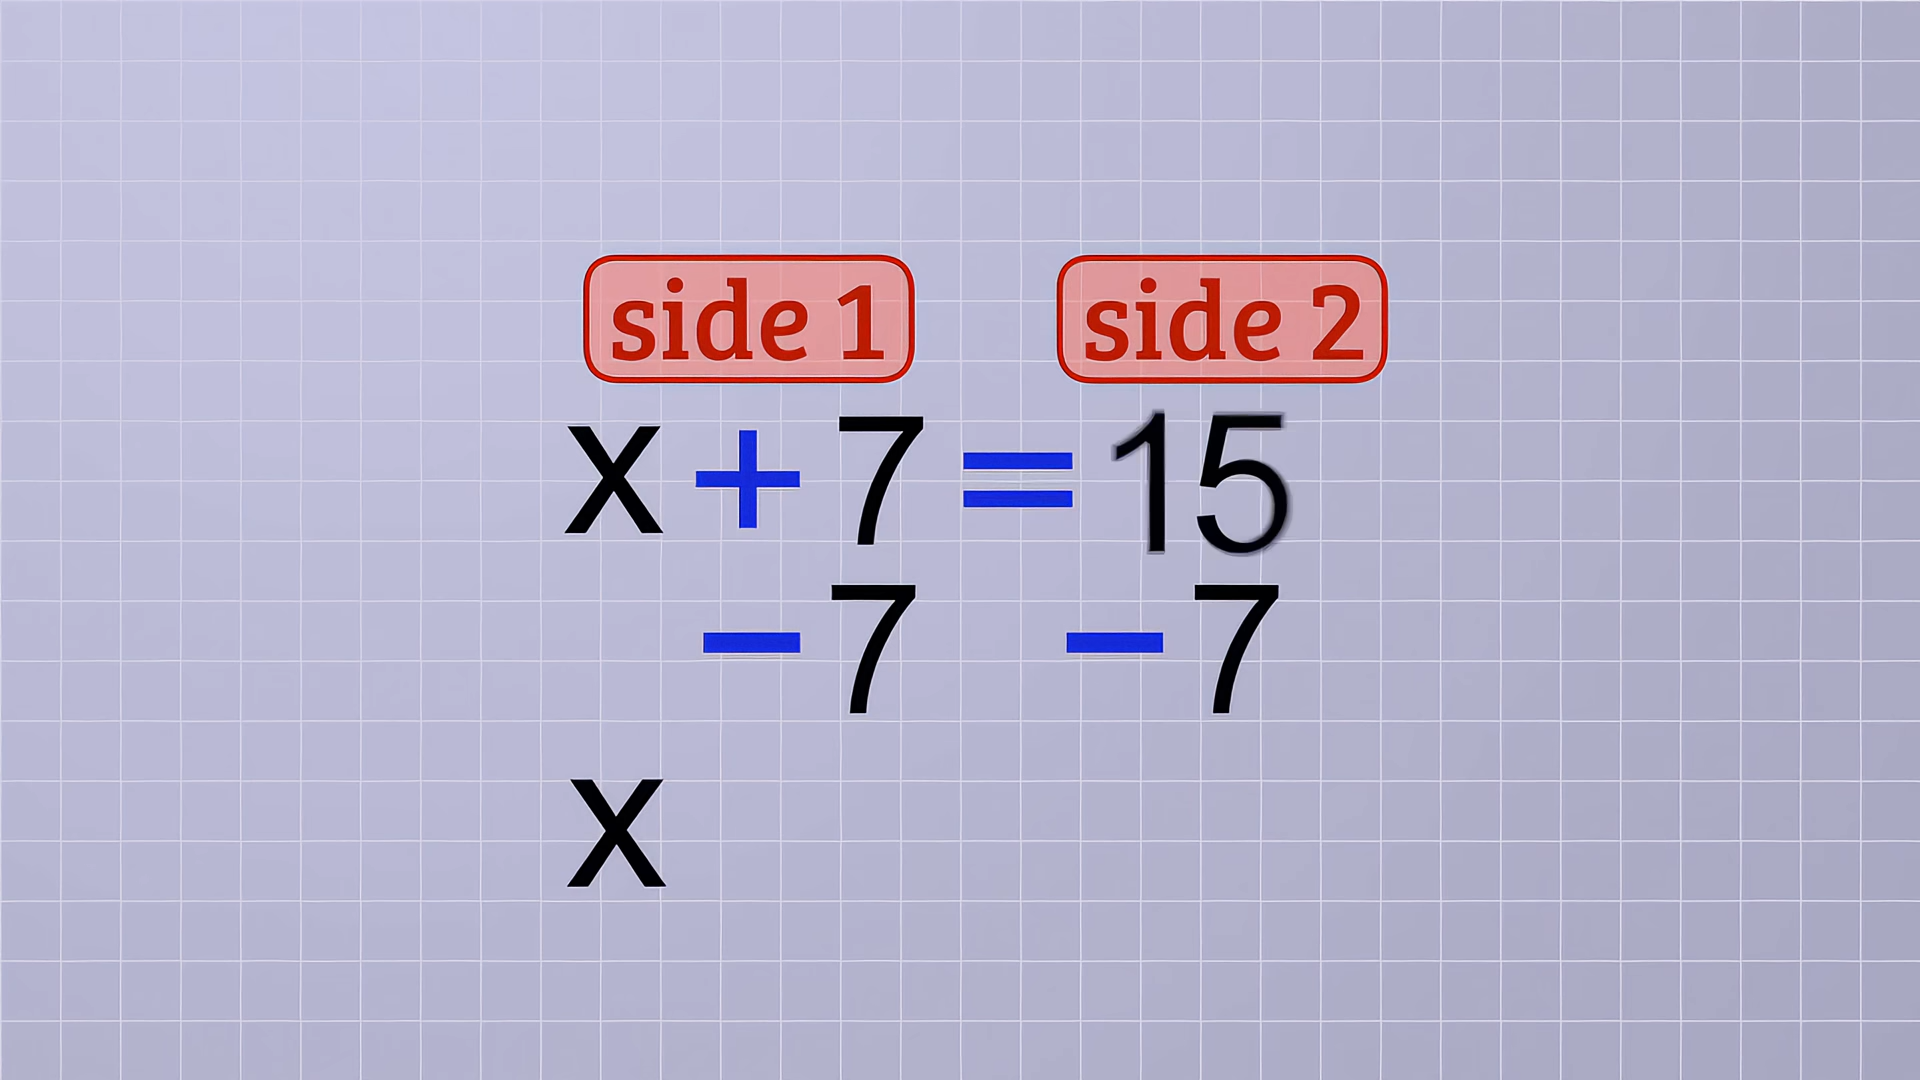 side 1 side 2
x + 7 = 15
− 7 − 7
x